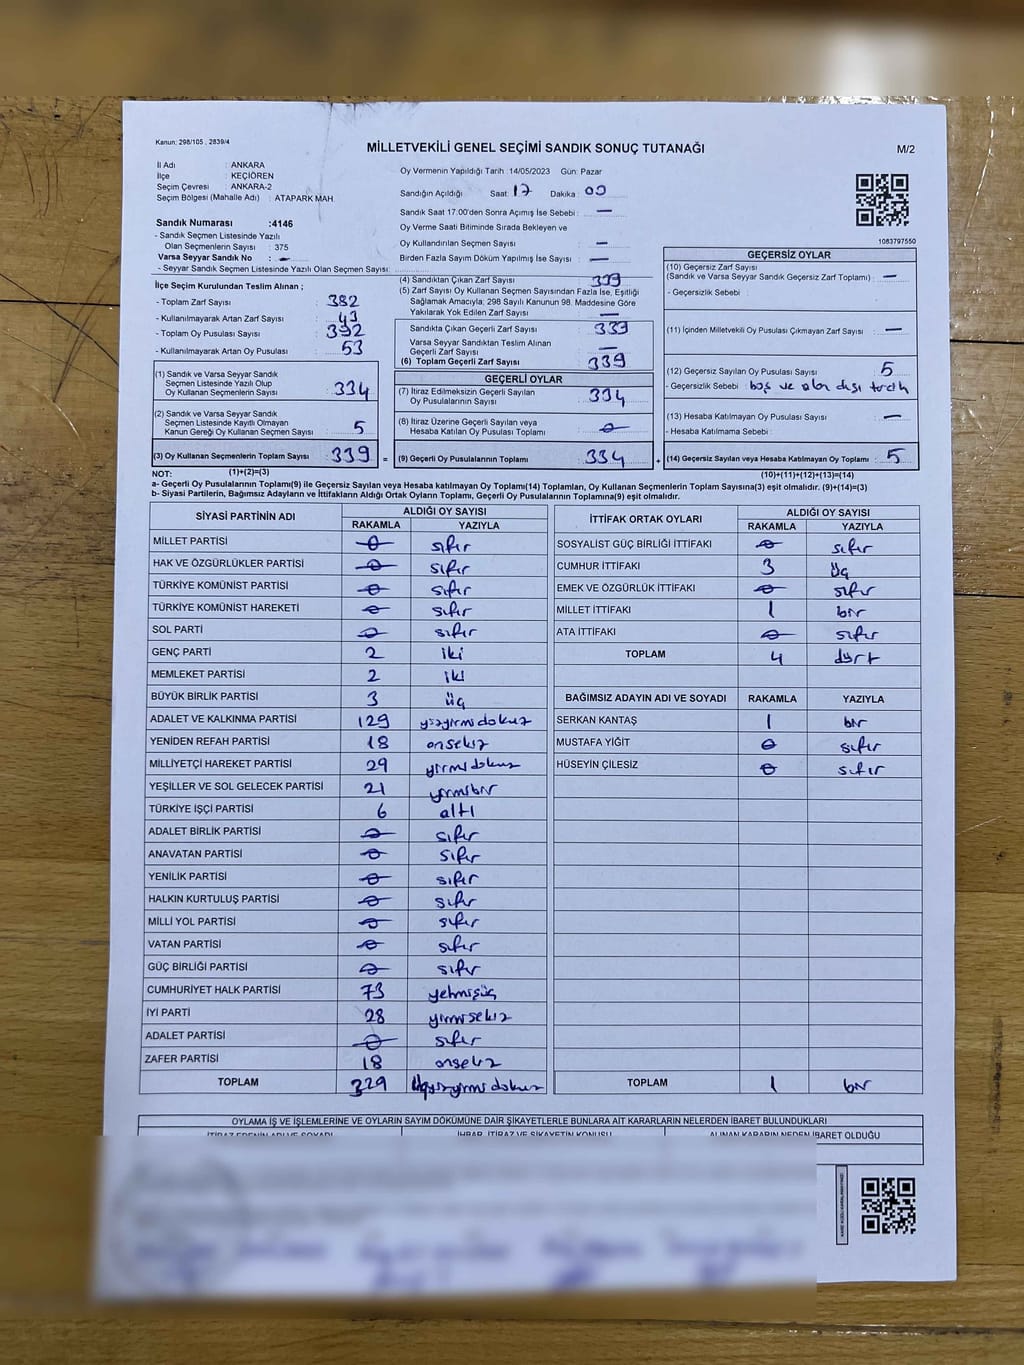 Kanun: 298/105 , 2839/4
MİLLETVEKİLİ GENEL SEÇİMİ SANDIK SONUÇ TUTANAĞI
M/2
İl Adı : ANKARA
İlçe : KEÇİÖREN
Seçim Çevresi : ANKARA-2
Seçim Bölgesi (Mahalle Adı) : ATAPARK MAH.
Sandık Numarası :4146
- Sandık Seçmen Listesinde Yazılı
Olan Seçmenlerin Sayısı : 375
Varsa Seyyar Sandık No : —
- Seyyar Sandık Seçmen Listesinde Yazılı Olan Seçmen Sayısı:
İlçe Seçim Kurulundan Teslim Alınan ;
- Toplam Zarf Sayısı : 382
- Kullanılmayarak Artan Zarf Sayısı : 43
- Toplam Oy Pusulası Sayısı : 392
- Kullanılmayarak Artan Oy Pusulası : 53
(1) Sandık ve Varsa Seyyar Sandık
Seçmen Listesinde Yazılı Olup
Oy Kullanan Seçmenlerin Sayısı : 334
(2) Sandık ve Varsa Seyyar Sandık
Seçmen Listesinde Kayıtlı Olmayan
Kanun Gereği Oy Kullanan Seçmen Sayısı : 5
(3) Oy Kullanan Seçmenlerin Toplam Sayısı : 339 =
Oy Vermenin Yapıldığı Tarih : 14/05/2023 Gün: Pazar
Sandığın Açıldığı Saat: 17 Dakika : 00
Sandık Saat 17:00'den Sonra Açımış İse Sebebi : —
Oy Verme Saati Bitiminde Sırada Bekleyen ve
Oy Kullandırılan Seçmen Sayısı : —
Birden Fazla Sayım Döküm Yapılmış İse Sayısı : —
(4) Sandıktan Çıkan Zarf Sayısı : 339
(5) Zarf Sayısı Oy Kullanan Seçmen Sayısından Fazla İse, Eşitliği
Sağlamak Amacıyla; 298 Sayılı Kanunun 98. Maddesine Göre
Yakılarak Yok Edilen Zarf Sayısı : —
Sandıkta Çıkan Geçerli Zarf Sayısı : 339
Varsa Seyyar Sandıktan Teslim Alınan
Geçerli Zarf Sayısı : —
(6) Toplam Geçerli Zarf Sayısı : 339
GEÇERLİ OYLAR
(7) İtiraz Edilmeksizin Geçerli Sayılan
Oy Pusulalarının Sayısı : 334
(8) İtiraz Üzerine Geçerli Sayılan veya
Hesaba Katılan Oy Pusulası Toplamı : 0
(9) Geçerli Oy Pusulalarının Toplamı : 334 +
1083797550
GEÇERSİZ OYLAR
(10) Geçersiz Zarf Sayısı
(Sandık ve Varsa Seyyar Sandık Geçersiz Zarf Toplamı) : —
- Geçersizlik Sebebi :
(11) İçinden Milletvekili Oy Pusulası Çıkmayan Zarf Sayısı : —
(12) Geçersiz Sayılan Oy Pusulası Sayısı : 5
- Geçersizlik Sebebi : boş ve alan dışı tercih
(13) Hesaba Katılmayan Oy Pusulası Sayısı : —
- Hesaba Katılmama Sebebi :
(14) Geçersiz Sayılan veya Hesaba Katılmayan Oy Toplamı : 5
NOT: (1)+(2)=(3) (10)+(11)+(12)+(13)=(14)
a- Geçerli Oy Pusulalarının Toplamı(9) ile Geçersiz Sayılan veya Hesaba katılmayan Oy Toplamı(14) Toplamları, Oy Kullanan Seçmenlerin Toplam Sayısına(3) eşit olmalıdır. (9)+(14)=(3)
b- Siyasi Partilerin, Bağımsız Adayların ve İttifakların Aldığı Ortak Oyların Toplamı, Geçerli Oy Pusulalarının Toplamına(9) eşit olmalıdır.
SİYASİ PARTİNİN ADI ALDIĞI OY SAYISI
RAKAMLA YAZIYLA
MİLLET PARTİSİ 0 sıfır
HAK VE ÖZGÜRLÜKLER PARTİSİ 0 sıfır
TÜRKİYE KOMÜNİST PARTİSİ 0 sıfır
TÜRKİYE KOMÜNİST HAREKETİ 0 sıfır
SOL PARTİ 0 sıfır
GENÇ PARTİ 2 iki
MEMLEKET PARTİSİ 2 iki
BÜYÜK BİRLİK PARTİSİ 3 üç
ADALET VE KALKINMA PARTİSİ 129 yüzyirmidokuz
YENİDEN REFAH PARTİSİ 18 onsekiz
MİLLİYETÇİ HAREKET PARTİSİ 29 yirmidokuz
YEŞİLLER VE SOL GELECEK PARTİSİ 21 yirmibir
TÜRKİYE İŞÇİ PARTİSİ 6 altı
ADALET BİRLİK PARTİSİ 0 sıfır
ANAVATAN PARTİSİ 0 sıfır
YENİLİK PARTİSİ 0 sıfır
HALKIN KURTULUŞ PARTİSİ 0 sıfır
MİLLİ YOL PARTİSİ 0 sıfır
VATAN PARTİSİ 0 sıfır
GÜÇ BİRLİĞİ PARTİSİ 0 sıfır
CUMHURİYET HALK PARTİSİ 73 yetmişüç
İYİ PARTİ 28 yirmisekiz
ADALET PARTİSİ 0 sıfır
ZAFER PARTİSİ 18 onsekiz
TOPLAM 329 üçyüzyirmidokuz
İTTİFAK ORTAK OYLARI ALDIĞI OY SAYISI
RAKAMLA YAZIYLA
SOSYALİST GÜÇ BİRLİĞİ İTTİFAKI 0 sıfır
CUMHUR İTTİFAKI 3 üç
EMEK VE ÖZGÜRLÜK İTTİFAKI 0 sıfır
MİLLET İTTİFAKI 1 bir
ATA İTTİFAKI 0 sıfır
TOPLAM 4 dört
BAĞIMSIZ ADAYIN ADI VE SOYADI RAKAMLA YAZIYLA
SERKAN KANTAŞ 1 bir
MUSTAFA YİĞİT 0 sıfır
HÜSEYİN ÇİLESİZ 0 sıfır
TOPLAM 1 bir
OYLAMA İŞ VE İŞLEMLERİNE VE OYLARIN SAYIM DÖKÜMÜNE DAİR ŞİKAYETLERLE BUNLARA AİT KARARLARIN NELERDEN İBARET BULUNDUKLARI
İTİRAZ EDENİN ADI VE SOYADI İHBAR, İTİRAZ VE ŞİKAYETİN KONUSU ALINAN KARARIN NEDEN İBARET OLDUĞU